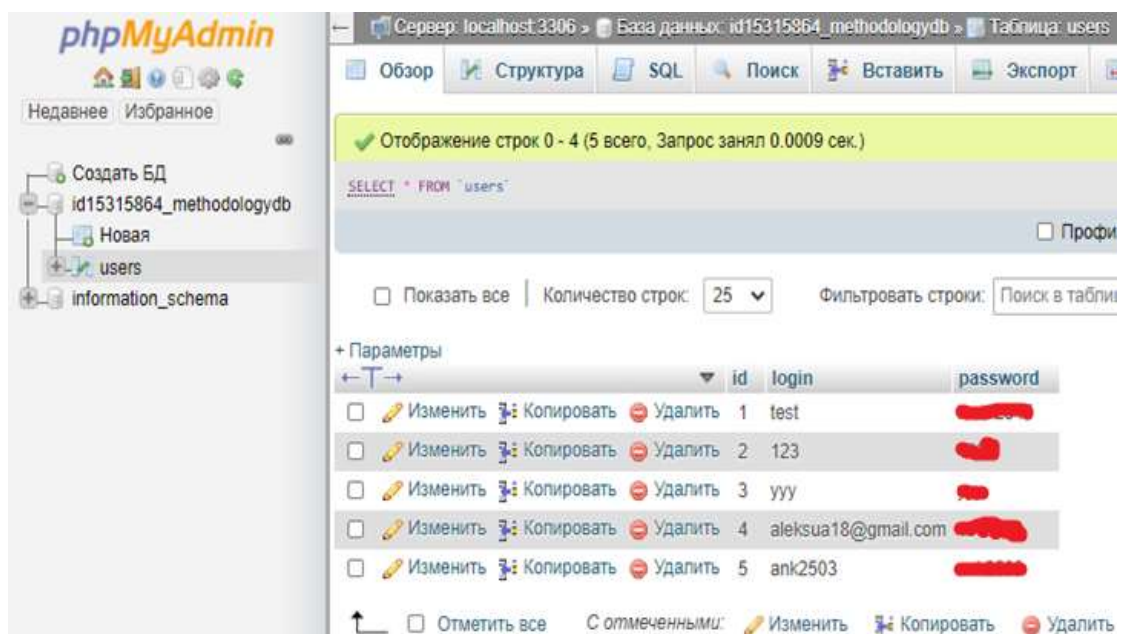 phpMyAdmin
Недавнее Избранное
Создать БД
id15315864_methodologydb
Новая
users
information_schema
Сервер: localhost:3306 » База данных: id15315864_methodologydb » Таблица: users
Обзор Структура SQL Поиск Вставить Экспорт
Отображение строк 0 - 4 (5 всего, Запрос занял 0.0009 сек.)
SELECT * FROM `users`
Показать все Количество строк: 25 Фильтровать строки:
+ Параметры
←T→ id login password
Изменить Копировать Удалить 1 test
Изменить Копировать Удалить 2 123
Изменить Копировать Удалить 3 yyy
Изменить Копировать Удалить 4 aleksua18@gmail.com
Изменить Копировать Удалить 5 ank2503
Отметить все С отмеченными: Изменить Копировать Удалить